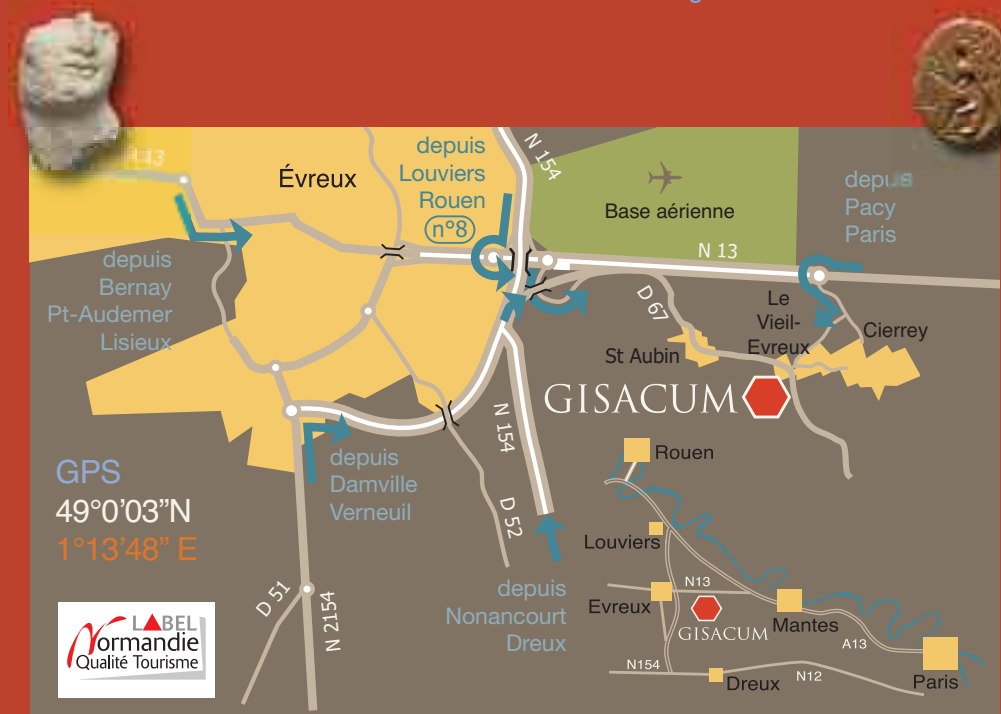 N 154
depuis
Louviers
Rouen
n°8
Évreux
Base aérienne
depuis
Pacy
Paris
N 13
depuis
Bernay
Pt-Audemer
Lisieux
D 67
Le
Vieil-
Evreux
Cierrey
St Aubin
GISACUM
N 154
depuis
Damville
Verneuil
GPS
49°0'03”N
1°13'48” E
D 52
Rouen
Louviers
N13
Evreux
GISACUM
Mantes
A13
depuis
Nonancourt
Dreux
D 51
N 2154
N154
Dreux
N12
Paris
LABEL
Normandie
Qualité Tourisme